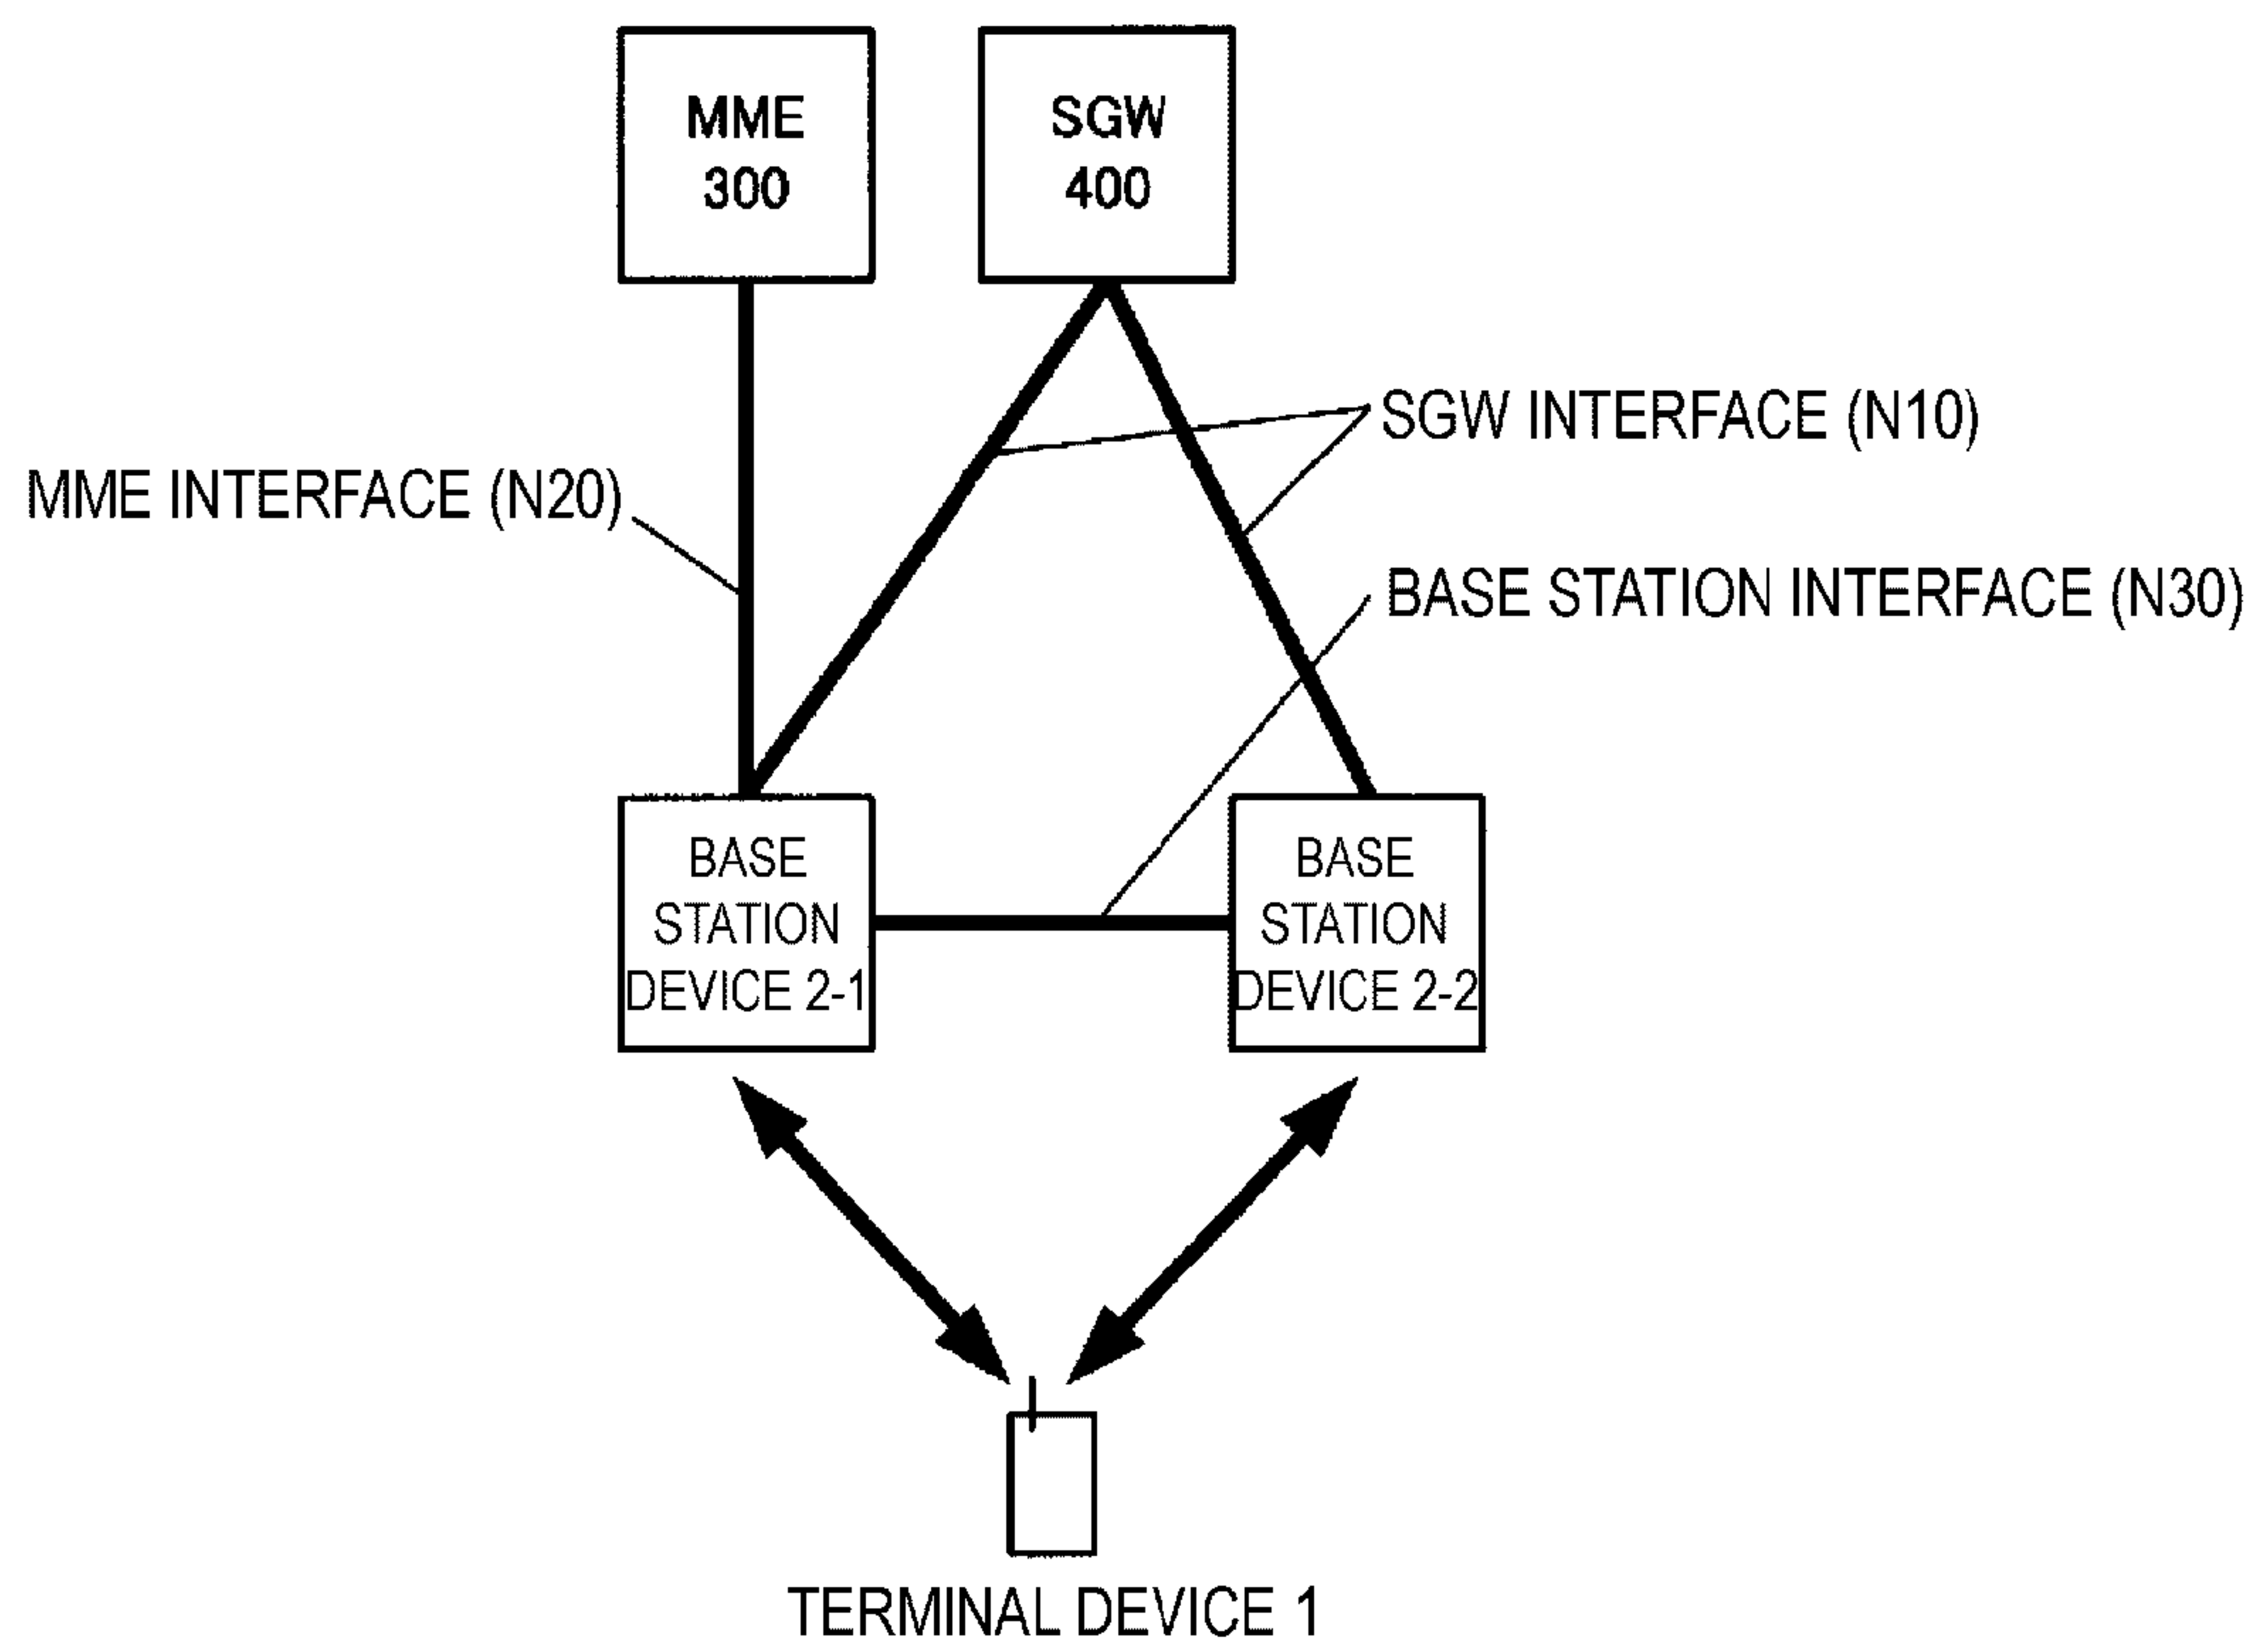 MME
300
SGW
400
SGW INTERFACE (N10)
MME INTERFACE (N20)
BASE STATION INTERFACE (N30)
BASE
STATION
DEVICE 2-1
BASE
STATION
DEVICE 2-2
TERMINAL DEVICE 1